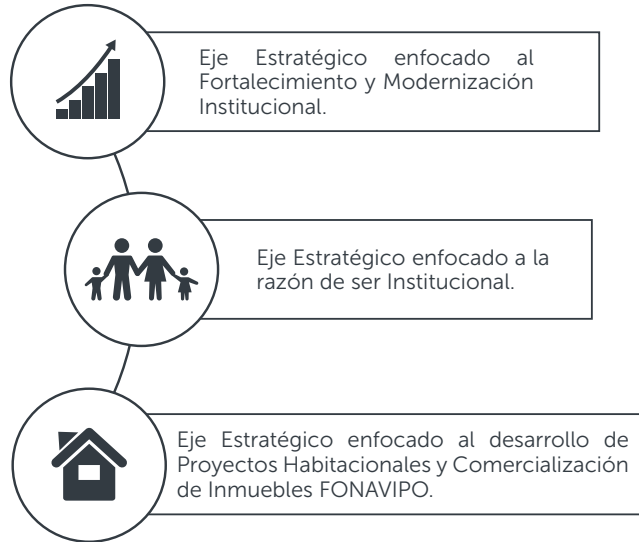 Eje Estratégico enfocado al
Fortalecimiento y Modernización
Institucional.
Eje Estratégico enfocado a la
razón de ser Institucional.
Eje Estratégico enfocado al desarrollo de
Proyectos Habitacionales y Comercialización
de Inmuebles FONAVIPO.